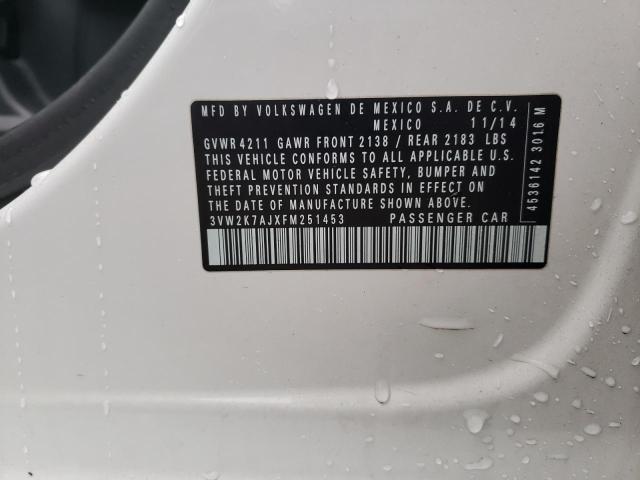 MFD BY VOLKSWAGEN DE MEXICO S.A. DE C.V.
MEXICO 11/14
GVWR 4211 GAWR FRONT 2138 / REAR 2183 LBS
THIS VEHICLE CONFORMS TO ALL APPLICABLE U.S.
FEDERAL MOTOR VEHICLE SAFETY, BUMPER AND
THEFT PREVENTION STANDARDS IN EFFECT ON
THE DATE OF MANUFACTURE SHOWN ABOVE.
3VW2K7AJXFM251453 PASSENGER CAR
4536142 3016 M